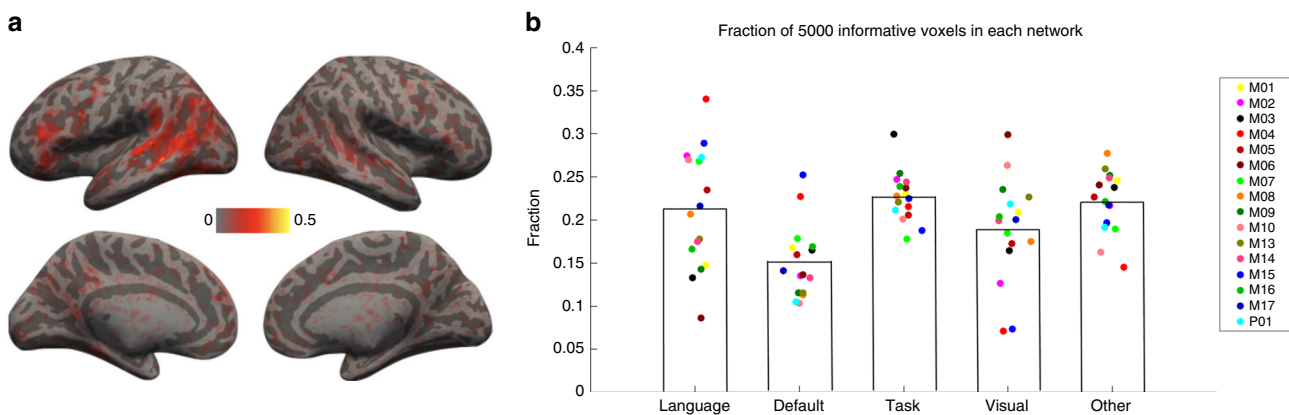 a
0
0.5
b
Fraction of 5000 informative voxels in each network
Fraction
0.4
0.35
0.3
0.25
0.2
0.15
0.1
0.05
0
Language
Default
Task
Visual
Other
M01
M02
M03
M04
M05
M06
M07
M08
M09
M10
M13
M14
M15
M16
M17
P01